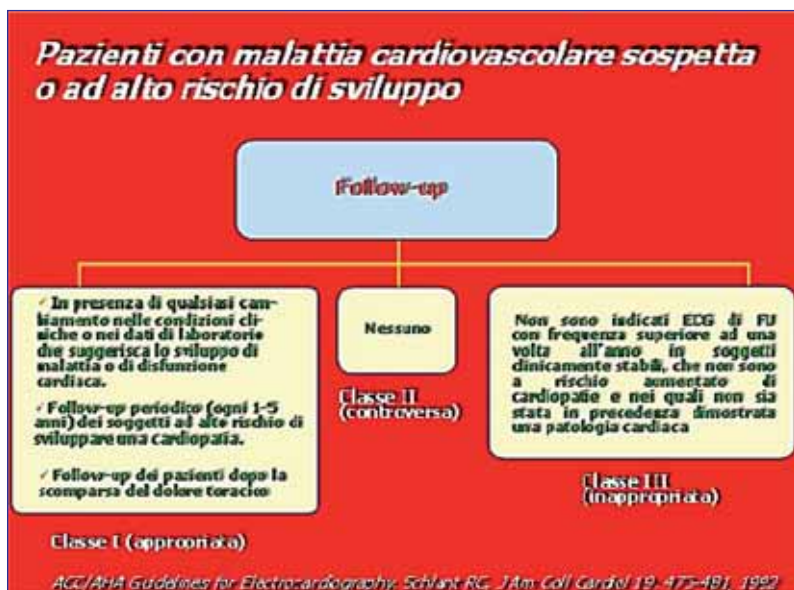 Pazienti con malattia cardiovascolare sospetta
o ad alto rischio di sviluppo
Follow-up
✓ In presenza di qualsiasi cam-
biamento nelle condizioni cli-
niche o nei dati di laboratorio
che suggerisca lo sviluppo di
malattia o di disfunzione
cardiaca.
✓ Follow-up periodico (ogni 1-5
anni) dei soggetti ad alto rischio di
sviluppare una cardiopatia.
✓ Follow-up dei pazienti dopo la
scomparsa del dolore toracico
Classe I (appropriata)
Nessuno
Classe II
(controversa)
Non sono indicati ECG di FU
con frequenza superiore ad una
volta all'anno in soggetti
clinicamente stabili, che non sono
a rischio aumentato di
cardiopatie e nei quali non sia
stata in precedenza dimostrata
una patologia cardiaca
Classe III
(inappropriata)
ACC/AHA Guidelines for Electrocardiography. Schlant RC, J Am Coll Cardiol 19: 473-481, 1992